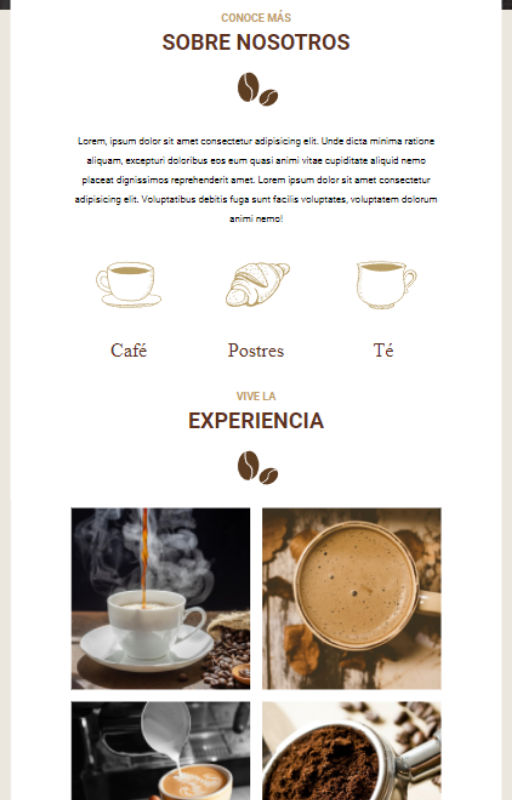 CONOCE MÁS
SOBRE NOSOTROS
Lorem, ipsum dolor sit amet consectetur adipisicing elit. Unde dicta minima ratione
aliquam, excepturi doloribus eos eum quasi animi vitae cupiditate aliquid nemo
placeat dignissimos reprehenderit amet. Lorem ipsum dolor sit amet consectetur
adipisicing elit. Voluptatibus debitis fuga sunt facilis voluptates, voluptatem dolorum
animi nemo!
Café Postres Té
VIVE LA
EXPERIENCIA